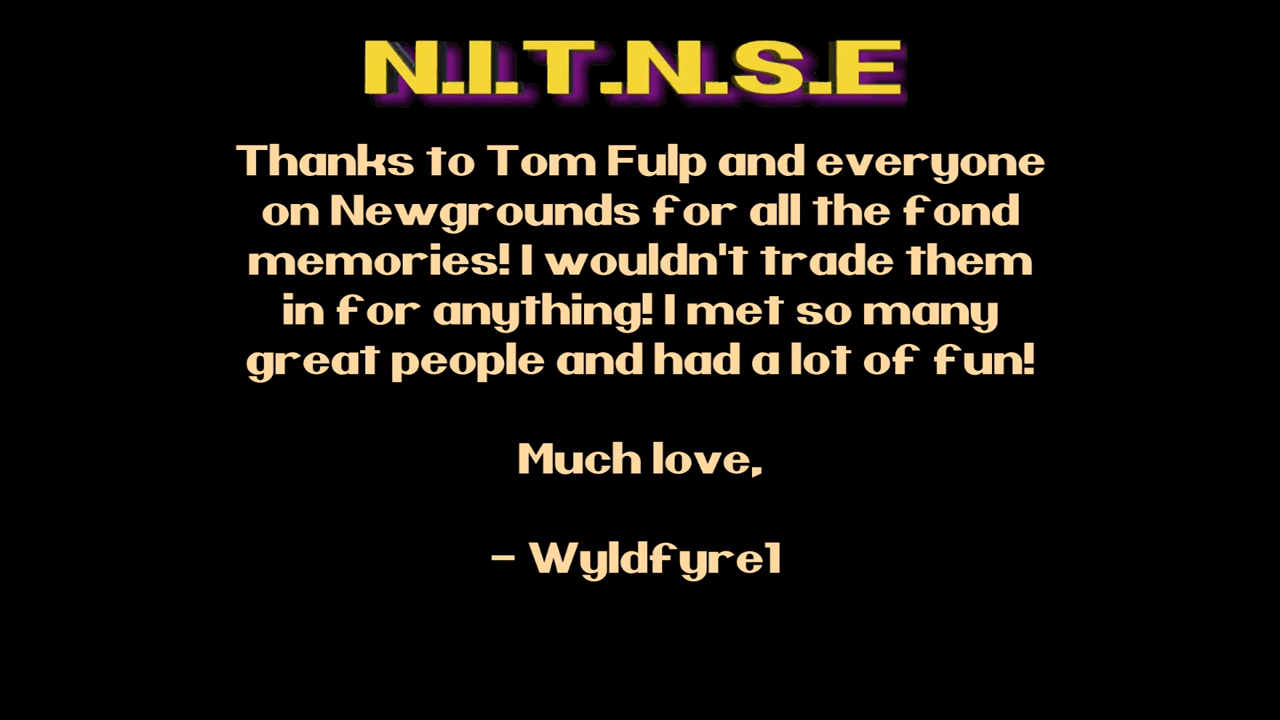 N.I.T.N.S.E
Thanks to Tom Fulp and everyone
on Newgrounds for all the fond
memories! I wouldn't trade them
in for anything! I met so many
great people and had a lot of fun!
Much love,
- Wyldfyre1